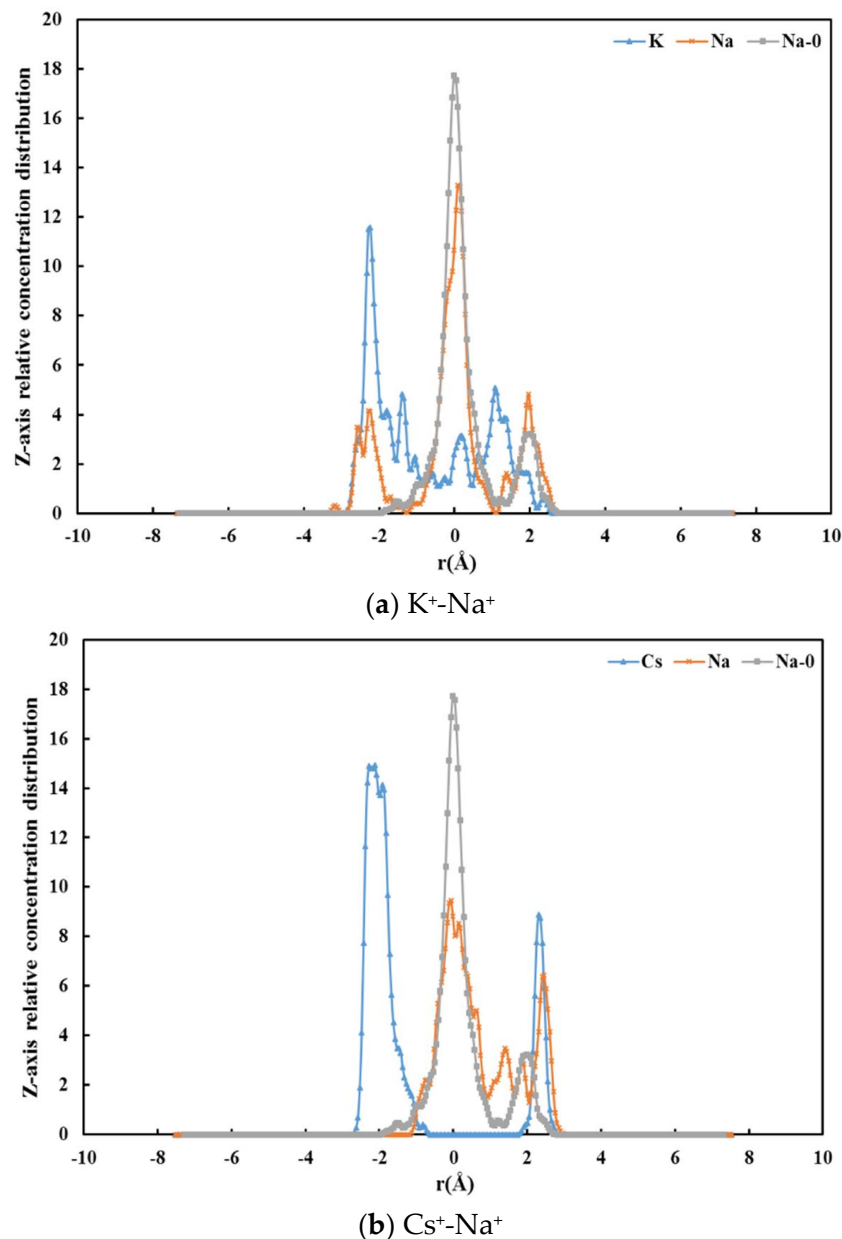 Z-axis relative concentration distribution
20
18
16
14
12
10
8
6
4
2
0
K Na Na-0
-10 -8 -6 -4 -2 0 2 4 6 8 10
r(Å)
(a) K⁺-Na⁺
Z-axis relative concentration distribution
20
18
16
14
12
10
8
6
4
2
0
Cs Na Na-0
-10 -8 -6 -4 -2 0 2 4 6 8 10
r(Å)
(b) Cs⁺-Na⁺